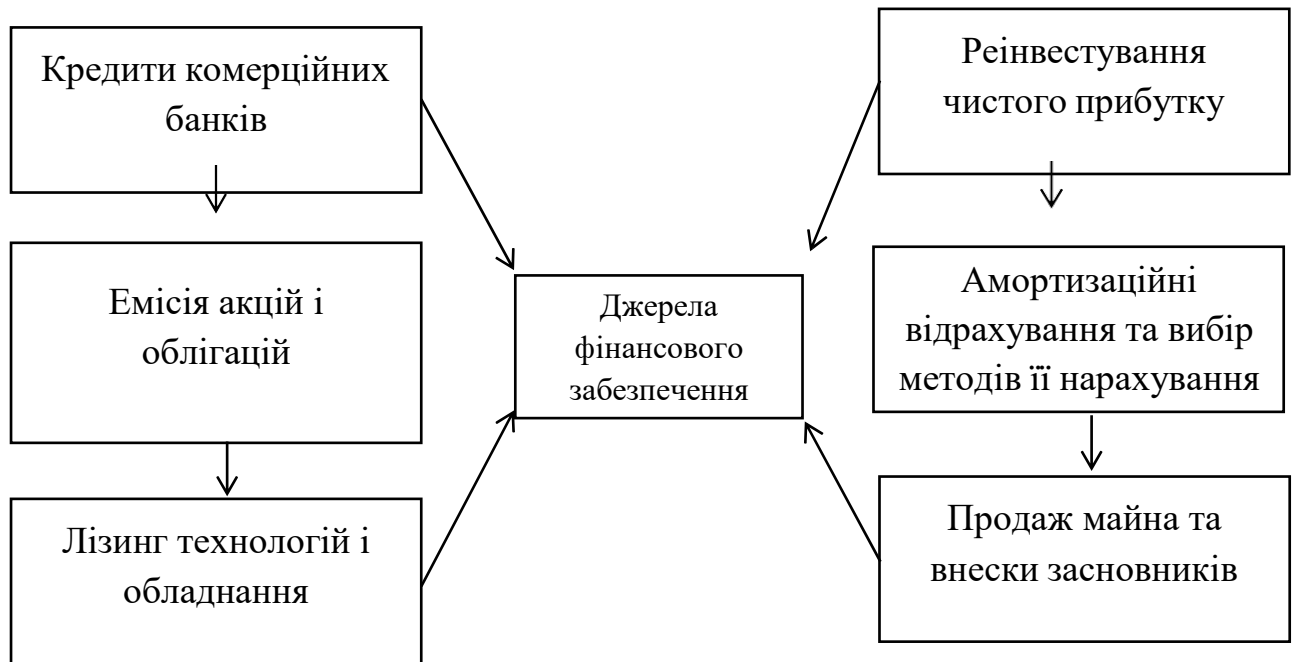 Кредити комерційних
банків
Емісія акцій і
облігацій
Лізинг технологій і
обладнання
Джерела
фінансового
забезпечення
Реінвестування
чистого прибутку
Амортизаційні
відрахування та вибір
методів її нарахування
Продаж майна та
внески засновників